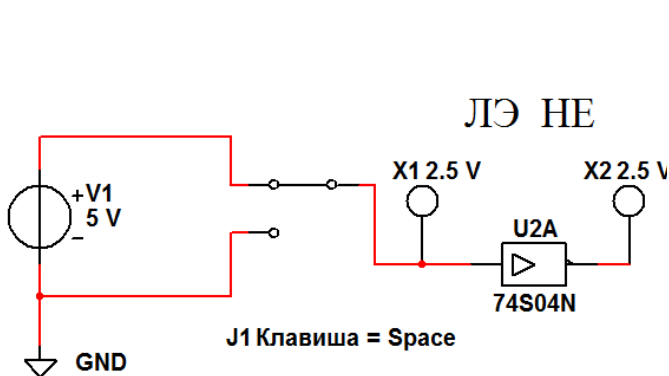 ЛЭ НЕ
X1 2.5 V
X2 2.5 V
+ V1
5 V
−
U2A
74S04N
J1 Клавиша = Space
GND